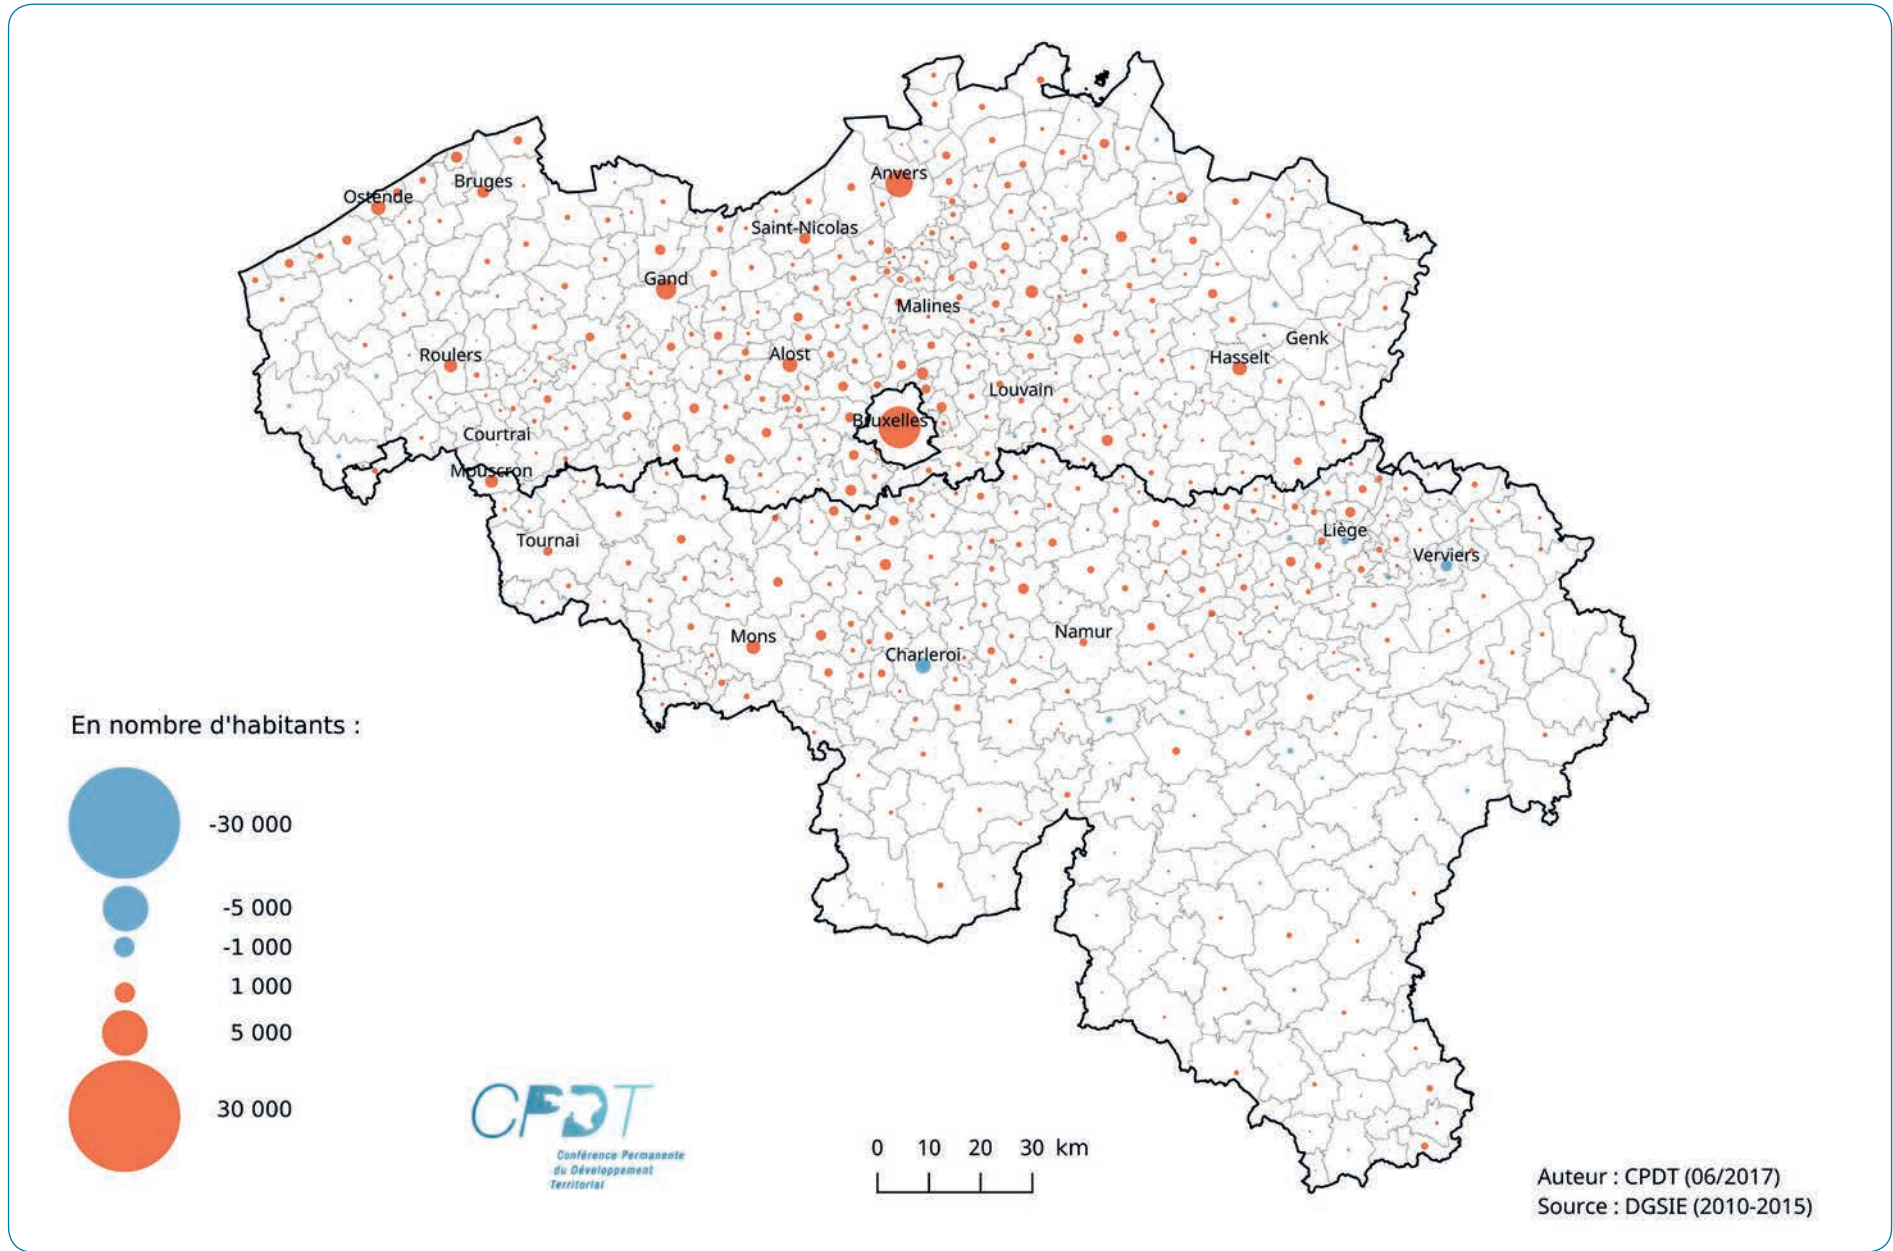 Anvers
Bruges
Ostende
Saint-Nicolas
Gand
Malines
Genk
Roulers
Alost
Hasselt
Louvain
Bruxelles
Courtrai
Mouscron
Liège
Tournai
Verviers
Mons
Namur
Charleroi
En nombre d'habitants :
-30 000
-5 000
-1 000
1 000
5 000
30 000
CPDT
Conférence Permanente
du Développement
Territorial
0 10 20 30 km
Auteur : CPDT (06/2017)
Source : DGSIE (2010-2015)